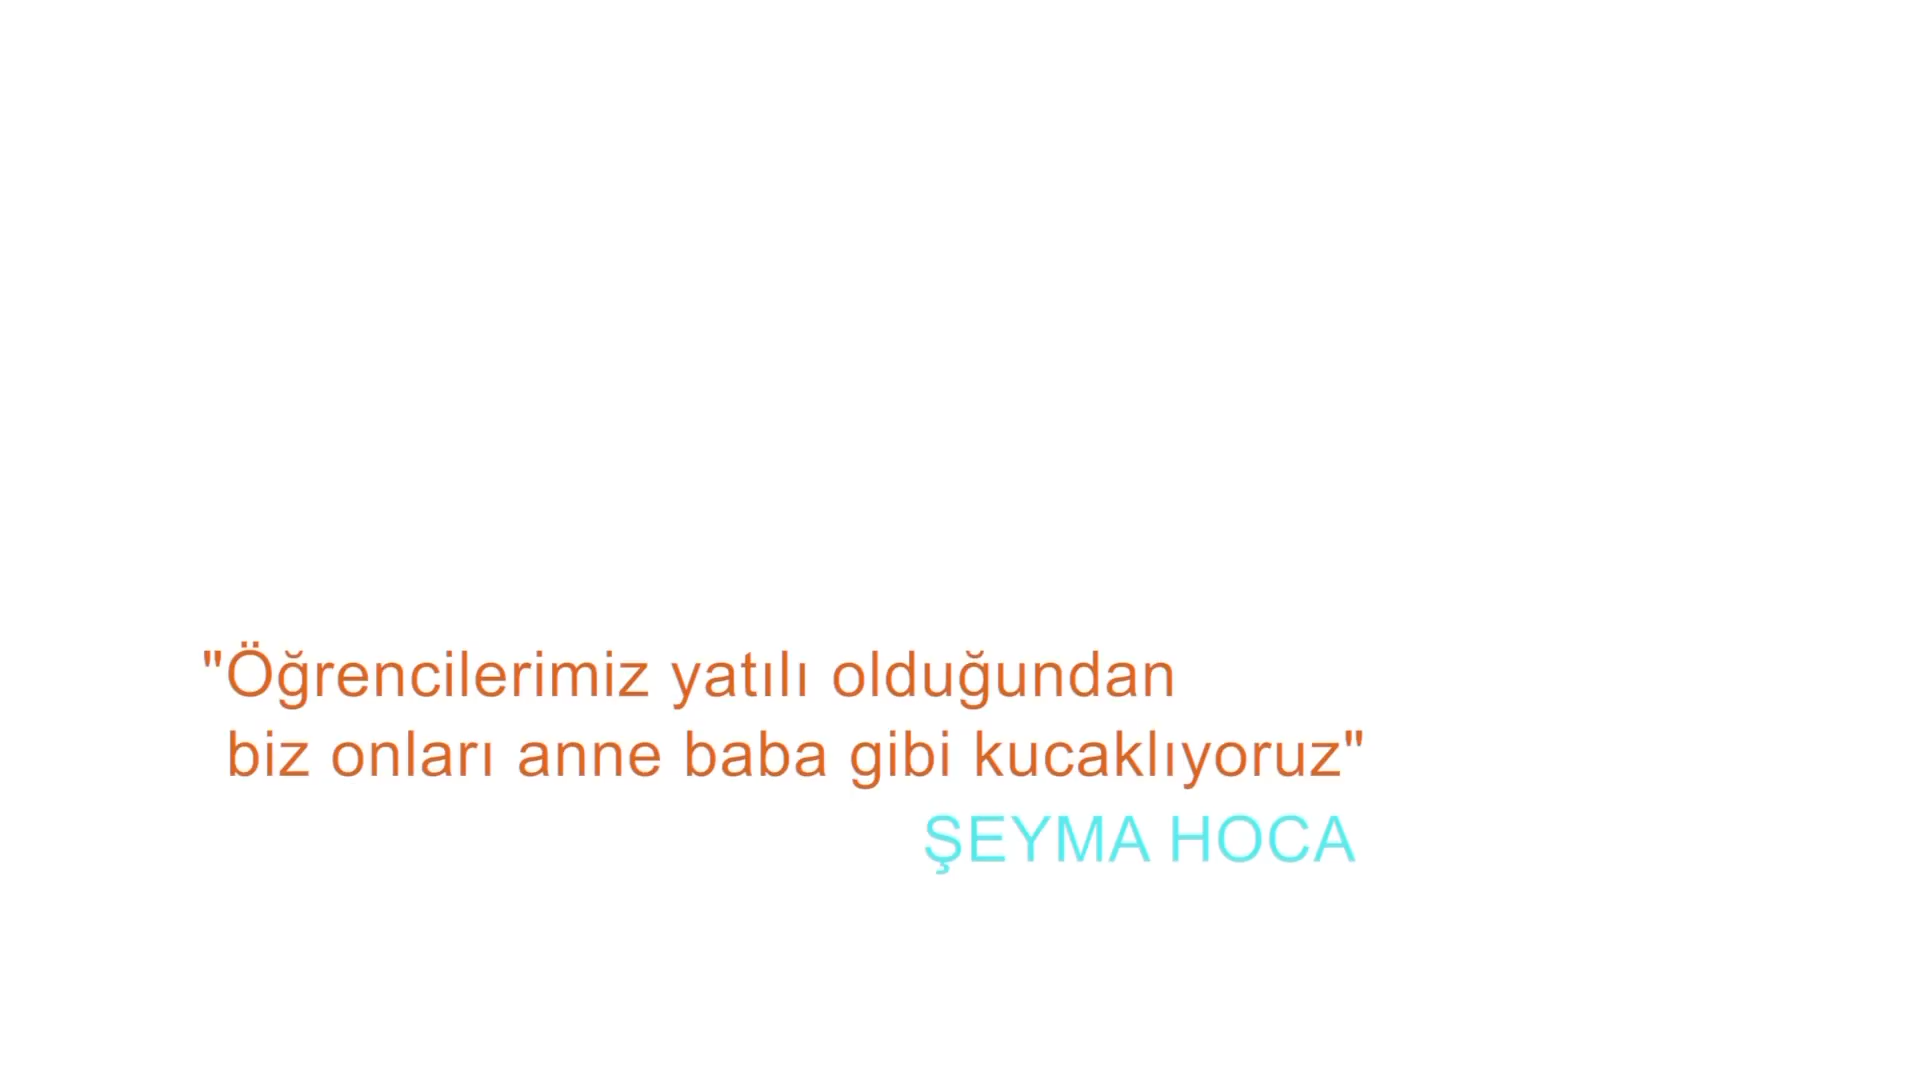 "Öğrencilerimiz yatılı olduğundan
biz onları anne baba gibi kucaklıyoruz"
ŞEYMA HOCA